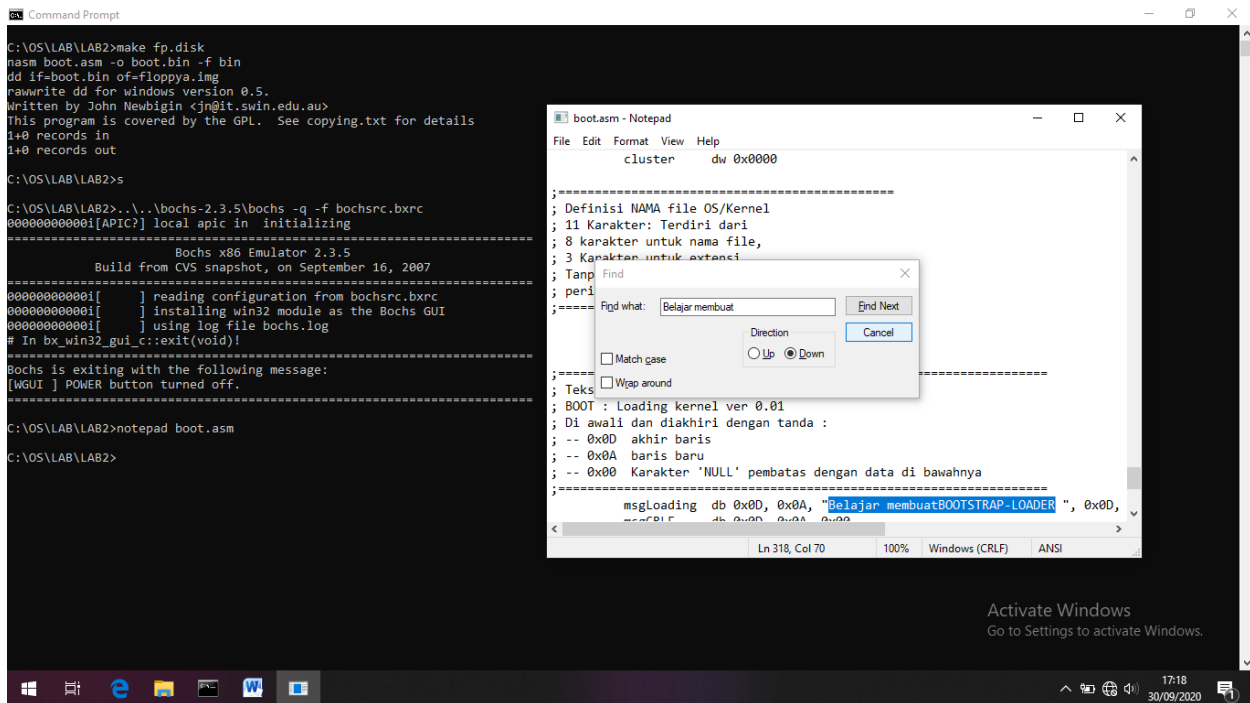 Command Prompt
C:\OS\LAB\LAB2>make fp.disk
nasm boot.asm -o boot.bin -f bin
dd if=boot.bin of=floppya.img
rawwrite dd for windows version 0.5.
Written by John Newbigin <jn@it.swin.edu.au>
This program is covered by the GPL.  See copying.txt for details
1+0 records in
1+0 records out
C:\OS\LAB\LAB2>s
C:\OS\LAB\LAB2>..\..\bochs-2.3.5\bochs -q -f bochsrc.bxrc
00000000000i[APIC?] local apic in  initializing
========================================================================
Bochs x86 Emulator 2.3.5
Build from CVS snapshot, on September 16, 2007
========================================================================
00000000000i[     ] reading configuration from bochsrc.bxrc
00000000000i[     ] installing win32 module as the Bochs GUI
00000000000i[     ] using log file bochs.log
# In bx_win32_gui_c::exit(void)!
========================================================================
Bochs is exiting with the following message:
[WGUI ] POWER button turned off.
========================================================================
C:\OS\LAB\LAB2>notepad boot.asm
C:\OS\LAB\LAB2>
boot.asm - Notepad
File Edit Format View Help
cluster dw 0x0000
;==============================================
; Definisi NAMA file OS/Kernel
; 11 Karakter: Terdiri dari
; 8 karakter untuk nama file,
; 3 Karakter untuk extensi
; Tanp
; peri
;=====
Find
Find what: Belajar membuat
Find Next
Cancel
Direction
Up Down
Match case
Wrap around
; Teks
; BOOT : Loading kernel ver 0.01
; Di awali dan diakhiri dengan tanda :
; -- 0x0D  akhir baris
; -- 0x0A  baris baru
; -- 0x00  Karakter 'NULL' pembatas dengan data di bawahnya
;===================================================================
msgLoading db 0x0D, 0x0A, "Belajar membuatBOOTSTRAP-LOADER ", 0x0D,
msgCRLF db 0x0D, 0x0A, 0x00
Ln 318, Col 70 100% Windows (CRLF) ANSI
Activate Windows
Go to Settings to activate Windows.
17:18
30/09/2020
1